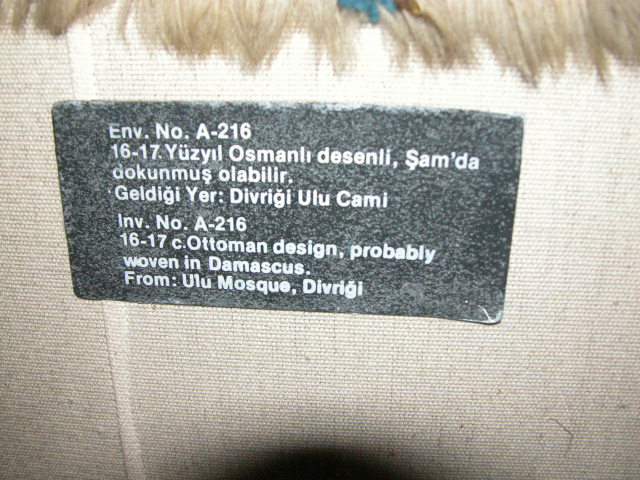 Env. No. A-216
16-17.Yüzyıl Osmanlı desenli, Şam'da
dokunmuş olabilir.
Geldiği Yer: Divriği Ulu Cami
Inv. No. A-216
16-17 c.Ottoman design, probably
woven in Damascus.
From: Ulu Mosque, Divriği